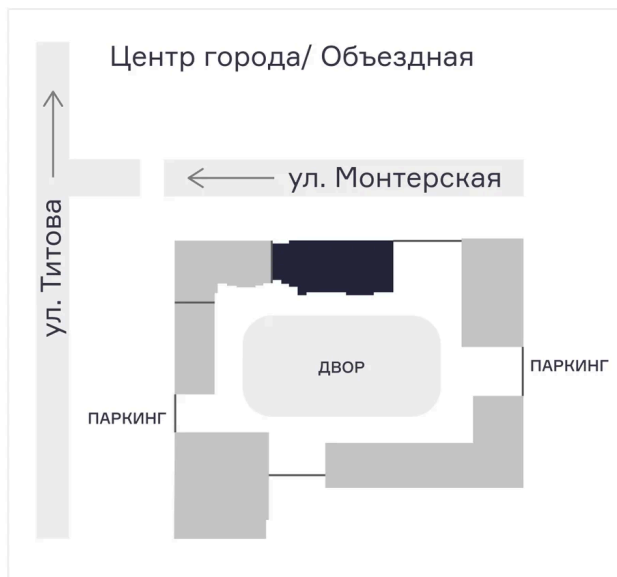 Центр города/ Объездная
ул. Монтерская
ул. Титова
ДВОР
ПАРКИНГ
ПАРКИНГ